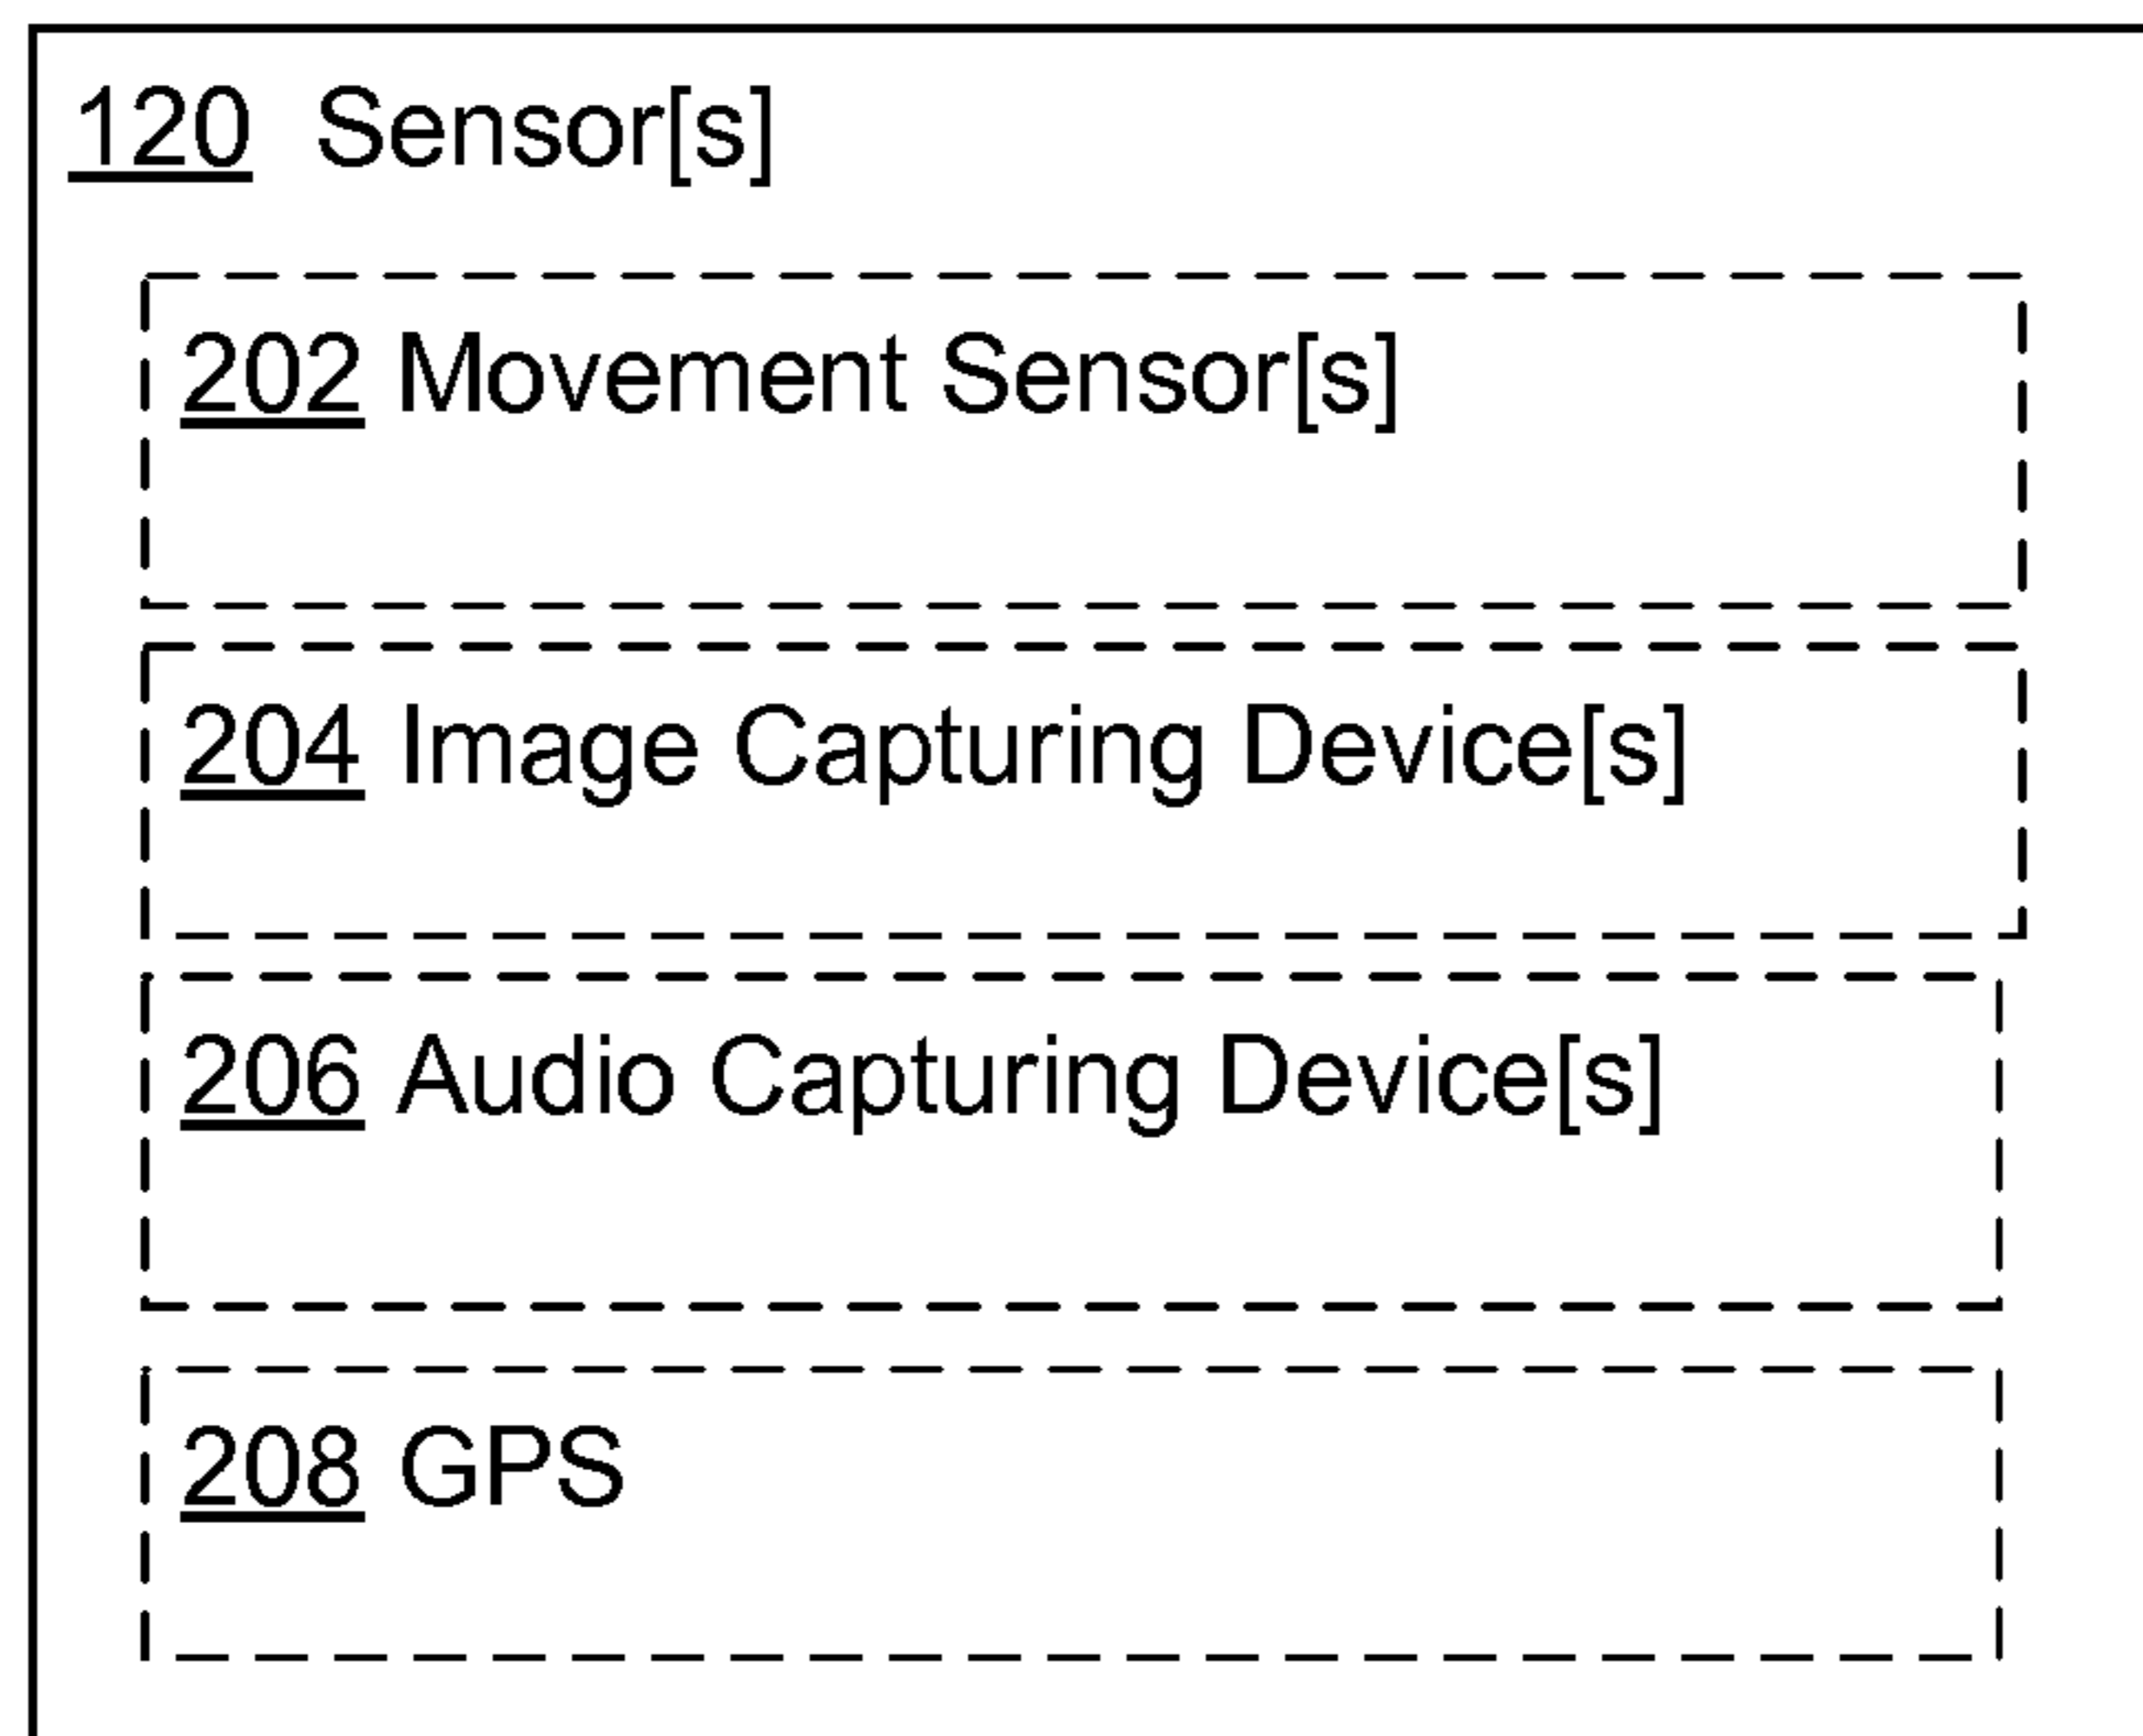 120 Sensor[s]
202 Movement Sensor[s]
204 Image Capturing Device[s]
206 Audio Capturing Device[s]
208 GPS